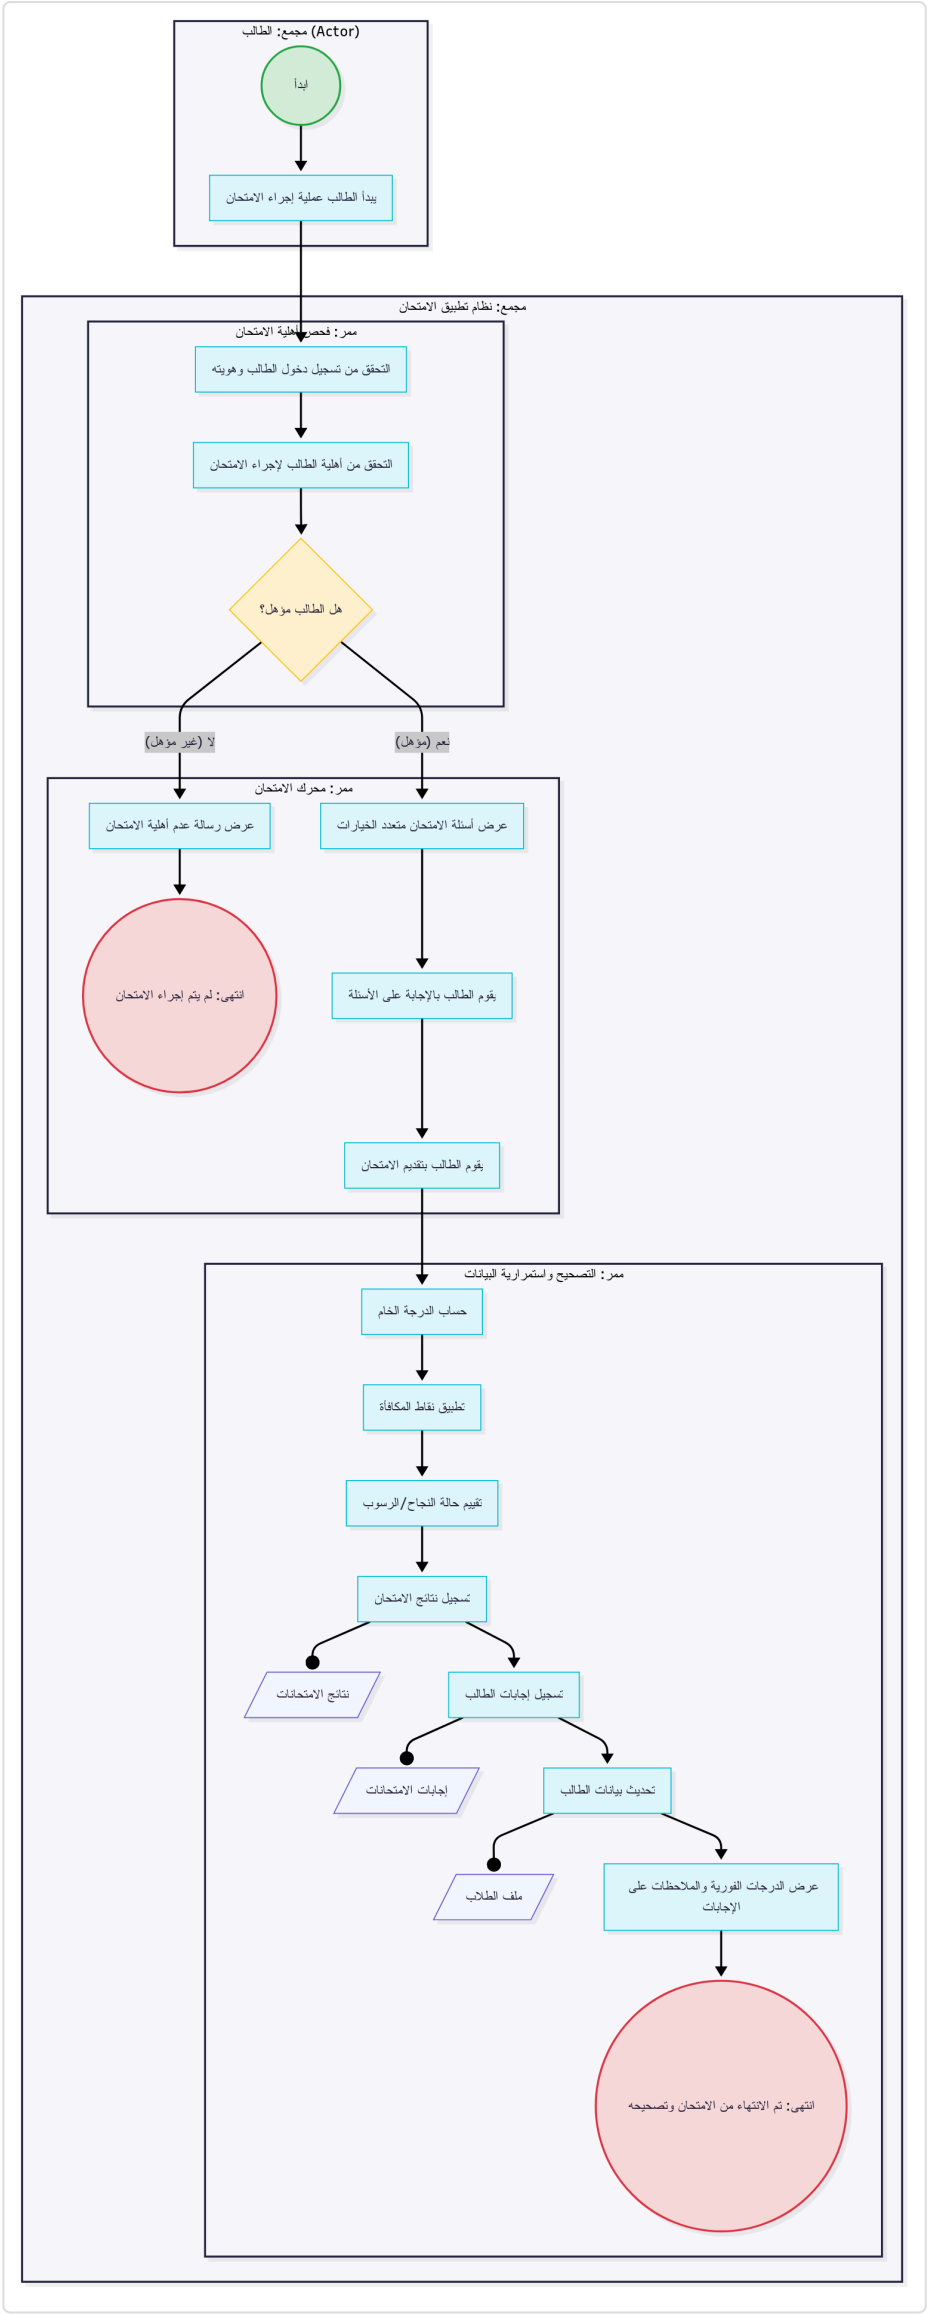 مجمع: الطالب (Actor)
ابدأ
يبدأ الطالب عملية إجراء الامتحان
مجمع: نظام تطبيق الامتحان
ممر: فحص أهلية الامتحان
التحقق من تسجيل دخول الطالب وهويته
التحقق من أهلية الطالب لإجراء الامتحان
هل الطالب مؤهل؟
لا (غير مؤهل)
نعم (مؤهل)
ممر: محرك الامتحان
عرض رسالة عدم أهلية الامتحان
عرض أسئلة الامتحان متعدد الخيارات
انتهى: لم يتم إجراء الامتحان
يقوم الطالب بالإجابة على الأسئلة
يقوم الطالب بتقديم الامتحان
ممر: التصحيح واستمرارية البيانات
حساب الدرجة الخام
تطبيق نقاط المكافأة
تقييم حالة النجاح/الرسوب
تسجيل نتائج الامتحان
نتائج الامتحانات
تسجيل إجابات الطالب
إجابات الامتحانات
تحديث بيانات الطالب
ملف الطلاب
عرض الدرجات الفورية والملاحظات على
الإجابات
انتهى: تم الانتهاء من الامتحان وتصحيحه